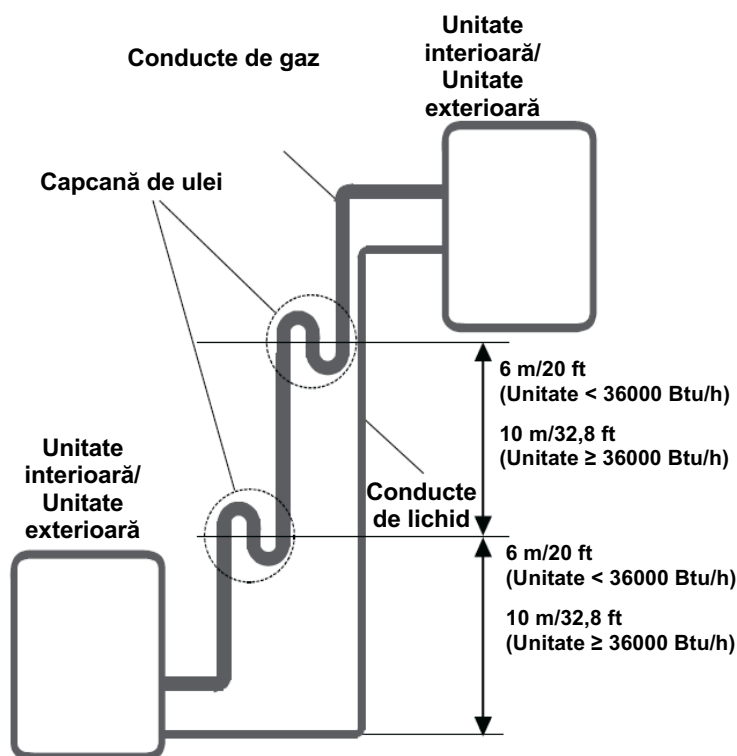 Unitate
interioară/
Unitate
exterioară
Conducte de gaz
Capcană de ulei
6 m/20 ft
(Unitate < 36000 Btu/h)
10 m/32,8 ft
(Unitate ≥ 36000 Btu/h)
Unitate
interioară/
Unitate
exterioară
Conducte
de lichid
6 m/20 ft
(Unitate < 36000 Btu/h)
10 m/32,8 ft
(Unitate ≥ 36000 Btu/h)